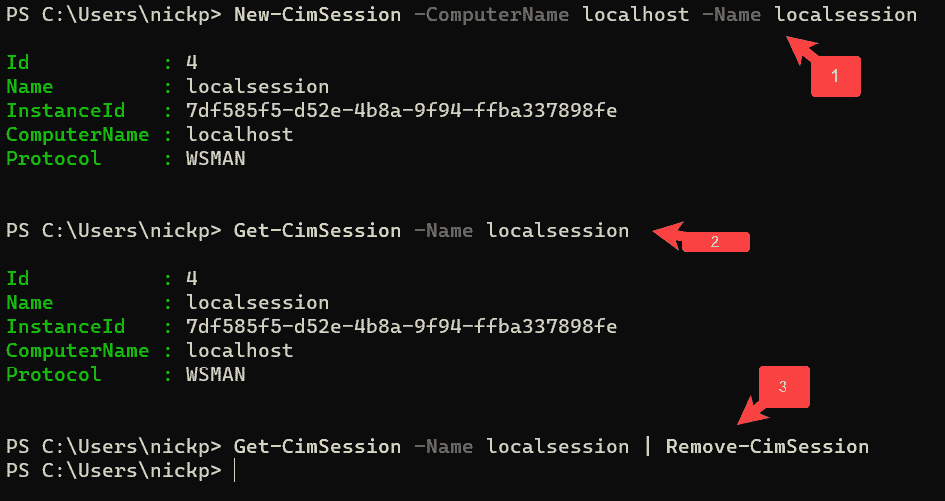 PS C:\Users\nickp> New-CimSession -ComputerName localhost -Name localsession
1
Id : 4
Name : localsession
InstanceId : 7df585f5-d52e-4b8a-9f94-ffba337898fe
ComputerName : localhost
Protocol : WSMAN
PS C:\Users\nickp> Get-CimSession -Name localsession
2
Id : 4
Name : localsession
InstanceId : 7df585f5-d52e-4b8a-9f94-ffba337898fe
ComputerName : localhost
Protocol : WSMAN
3
PS C:\Users\nickp> Get-CimSession -Name localsession | Remove-CimSession
PS C:\Users\nickp>